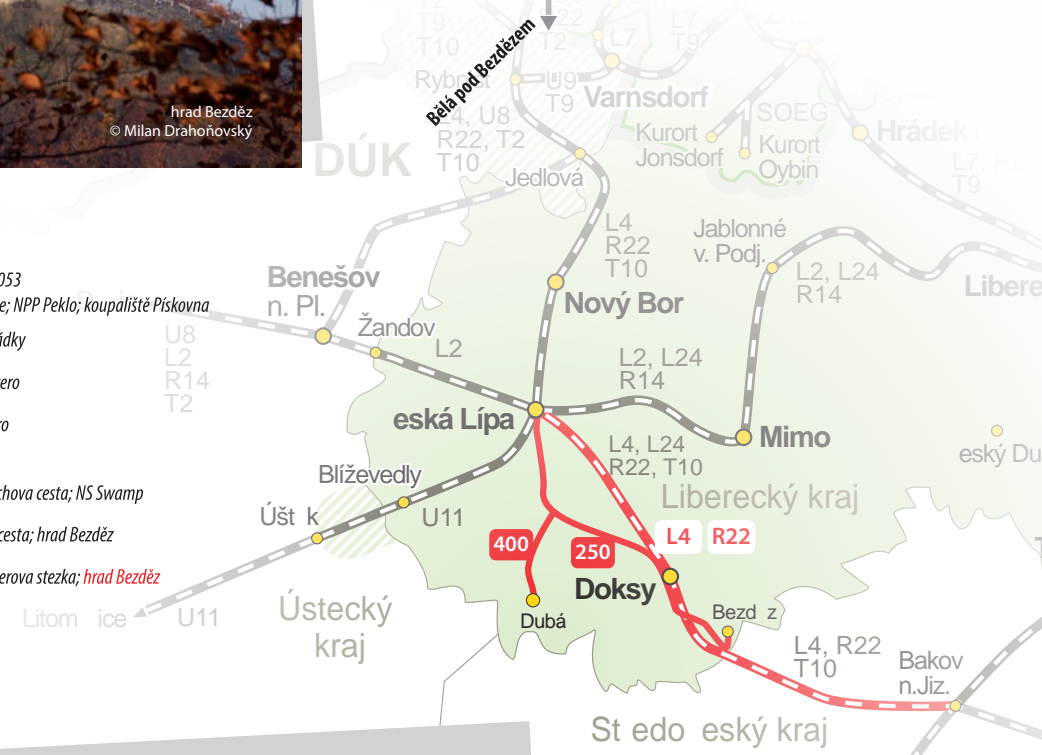 hrad Bezděz
© Milan Drahoňovský
Bělá pod Bezdězem
T9
T10
T2
L7
T9
Rybn
U9
T9
Varnsdorf
U8
R22, T2
T10
SOEG
Kurort
Jonsdorf
Kurort
Oybin
Hrádek
L7,
T9
DÚK
Jedlová
L4
R22
T10
Jablonné
v. Podj.
L2, L24
R14
053
e; NPP Peklo; koupaliště Pískovna
ádky
ero
ro
chova cesta; NS Swamp
cesta; hrad Bezděz
erova stezka; hrad Bezděz
Benešov
n. Pl.
Nový Bor
Libere
Žandov
L2
U8
L2
R14
T2
L2, L24
R14
eská Lípa
Mimo
eský Du
L4, L24
R22, T10
Liberecký kraj
Blíževedly
Úšt k
U11
400
250
L4
R22
Doksy
Dubá
Bezd z
Litom ice
U11
Ústecký
kraj
L4, R22
T10
Bakov
n.Jiz.
St edo eský kraj